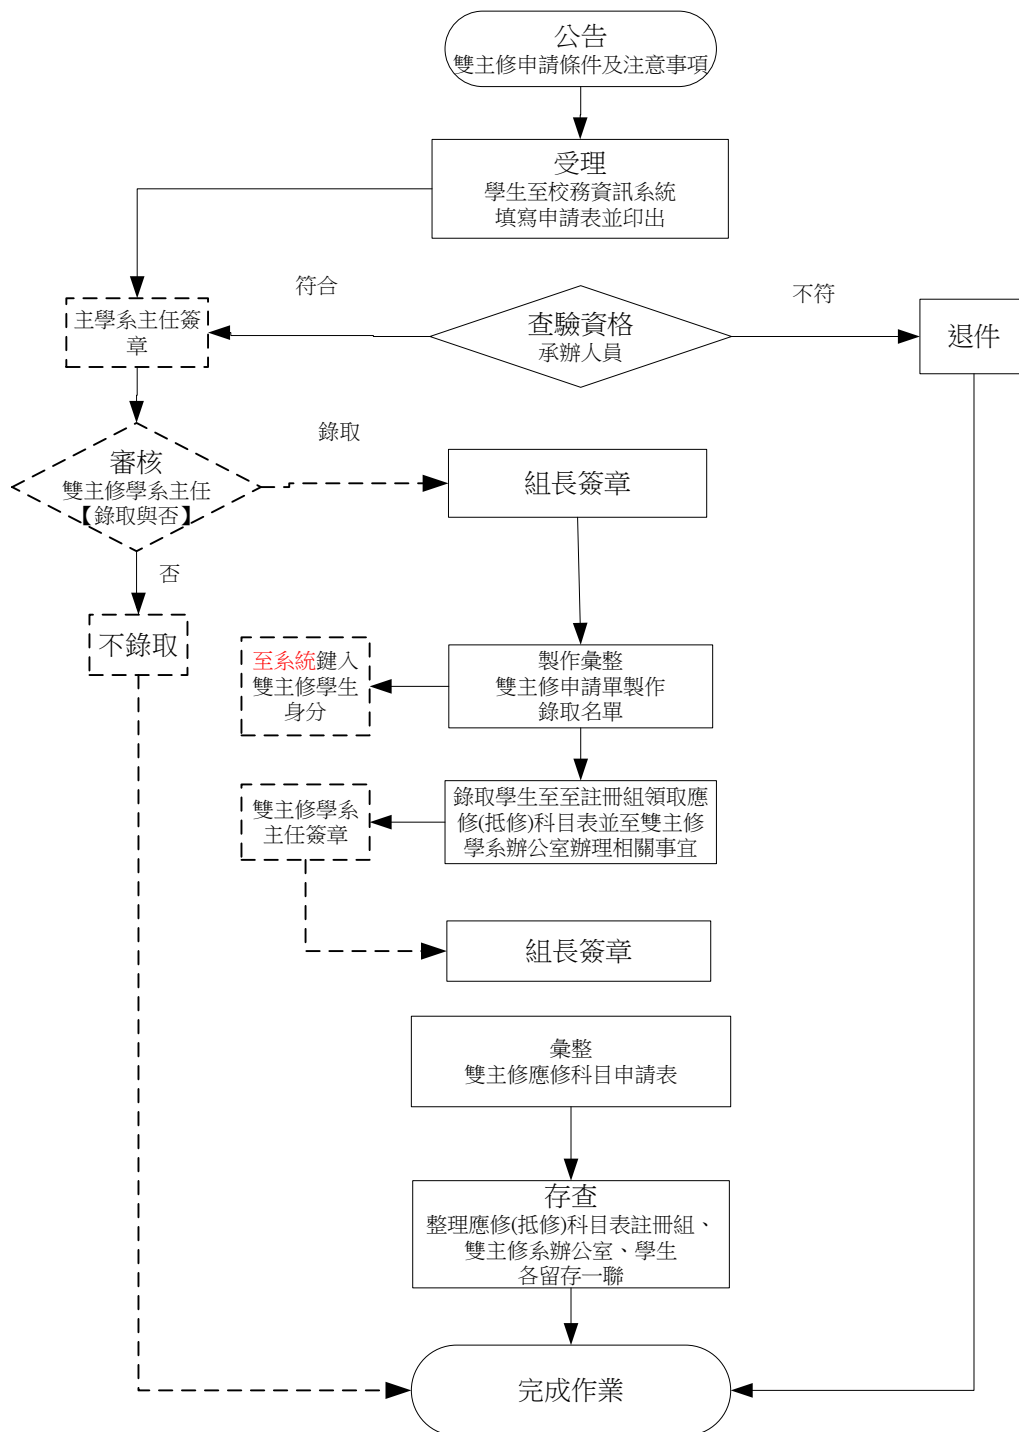 公告
雙主修申請條件及注意事項
受理
學生至校務資訊系統
填寫申請表並印出
符合
不符
主學系主任簽
章
查驗資格
承辦人員
退件
錄取
審核
雙主修學系主任
【錄取與否】
組長簽章
否
不錄取
至系統鍵入
雙主修學生
身分
製作彙整
雙主修申請單製作
錄取名單
雙主修學系
主任簽章
錄取學生至至註冊組領取應
修(抵修)科目表並至雙主修
學系辦公室辦理相關事宜
組長簽章
彙整
雙主修應修科目申請表
存查
整理應修(抵修)科目表註冊組、
雙主修系辦公室、學生
各留存一聯
完成作業